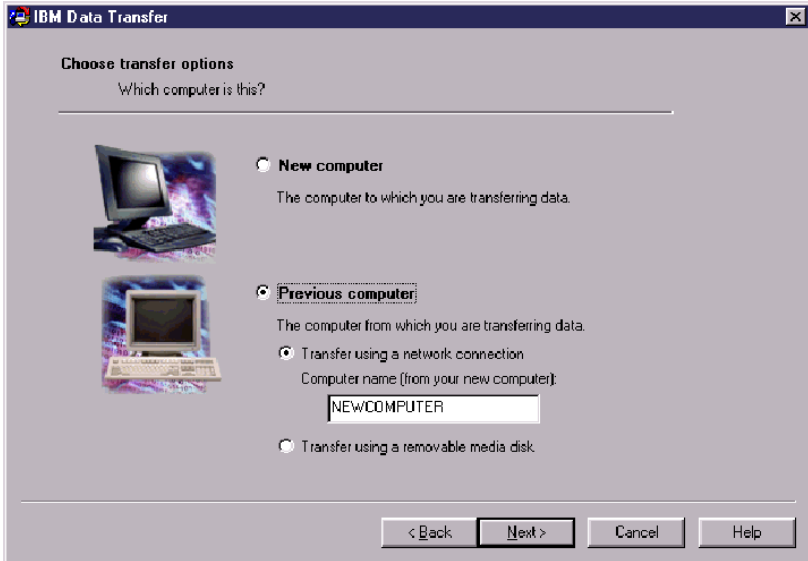 IBM Data Transfer
Choose transfer options
Which computer is this?
New computer
The computer to which you are transferring data.
Previous computer
The computer from which you are transferring data.
Transfer using a network connection
Computer name (from your new computer):
NEWCOMPUTER
Transfer using a removable media disk
< Back Next > Cancel Help